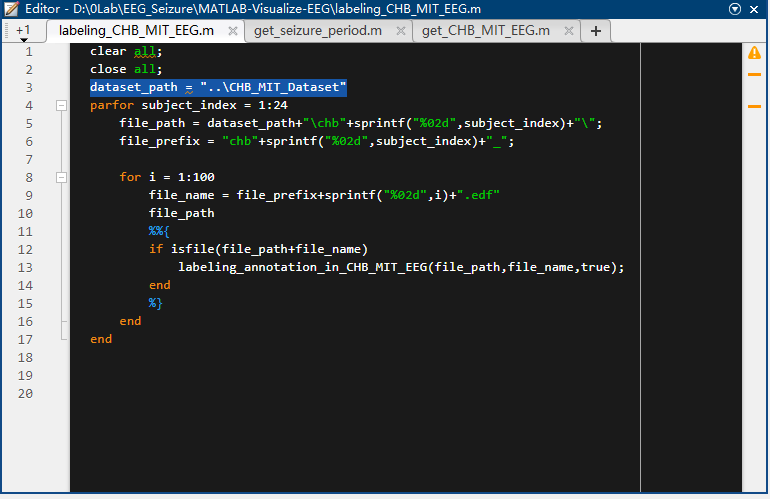 Editor - D:\0Lab\EEG_Seizure\MATLAB-Visualize-EEG\labeling_CHB_MIT_EEG.m
+1 labeling_CHB_MIT_EEG.m get_seizure_period.m get_CHB_MIT_EEG.m +
1 clear all;
2 close all;
3 dataset_path = "..\CHB_MIT_Dataset"
4 parfor subject_index = 1:24
5 file_path = dataset_path+"\chb"+sprintf("%02d",subject_index)+"\";
6 file_prefix = "chb"+sprintf("%02d",subject_index)+"_";
7
8 for i = 1:100
9 file_name = file_prefix+sprintf("%02d",i)+".edf"
10 file_path
11 %%{
12 if isfile(file_path+file_name)
13 labeling_annotation_in_CHB_MIT_EEG(file_path,file_name,true);
14 end
15 %}
16 end
17 end
18
19
20